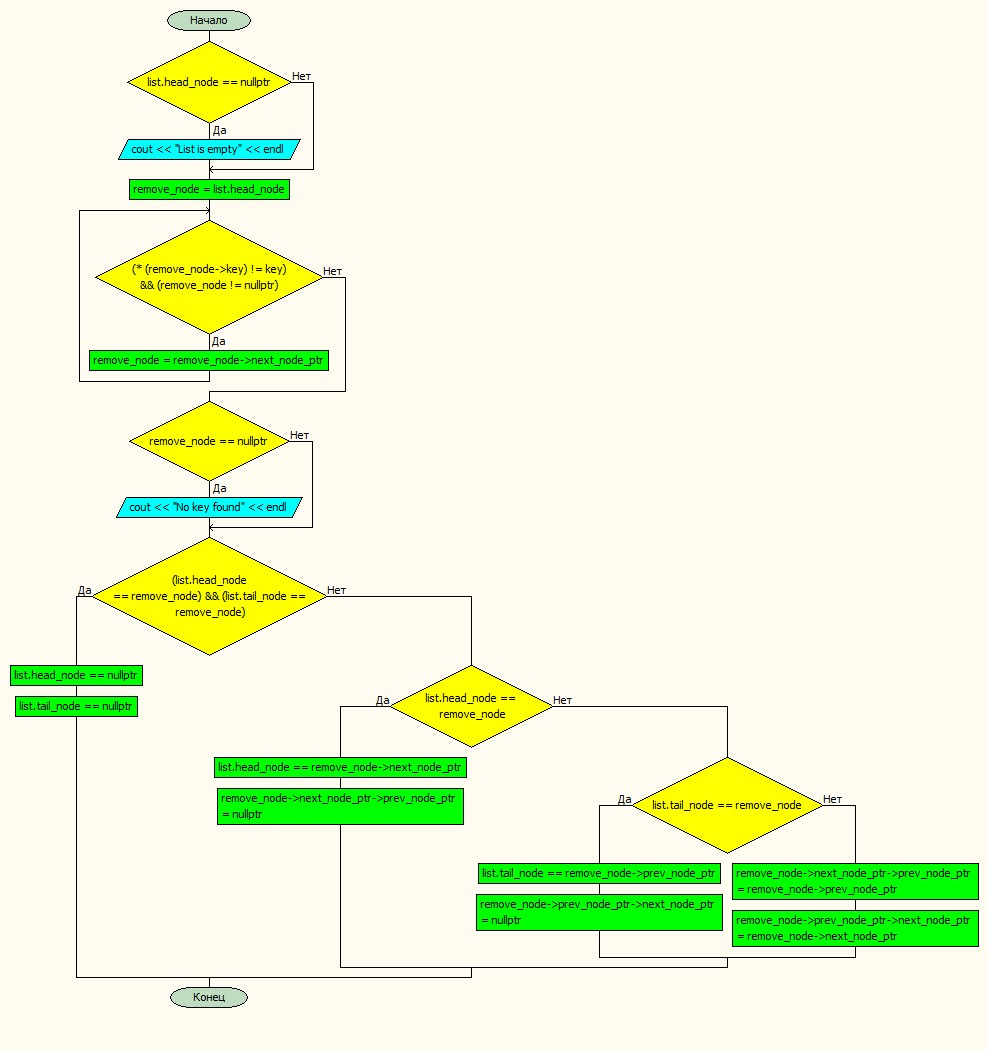 Начало
list.head_node == nullptr
Нет
Да
cout << "List is empty" << endl
remove_node = list.head_node
(* (remove_node->key) != key)
&& (remove_node != nullptr)
Нет
Да
remove_node = remove_node->next_node_ptr
remove_node == nullptr
Нет
Да
cout << "No key found" << endl
(list.head_node
== remove_node) && (list.tail_node ==
remove_node)
Да
Нет
list.head_node == nullptr
list.tail_node == nullptr
list.head_node ==
remove_node
Да
Нет
list.head_node == remove_node->next_node_ptr
remove_node->next_node_ptr->prev_node_ptr
= nullptr
list.tail_node == remove_node
Да
Нет
list.tail_node == remove_node->prev_node_ptr
remove_node->prev_node_ptr->next_node_ptr
= nullptr
remove_node->next_node_ptr->prev_node_ptr
= remove_node->prev_node_ptr
remove_node->prev_node_ptr->next_node_ptr
= remove_node->next_node_ptr
Конец